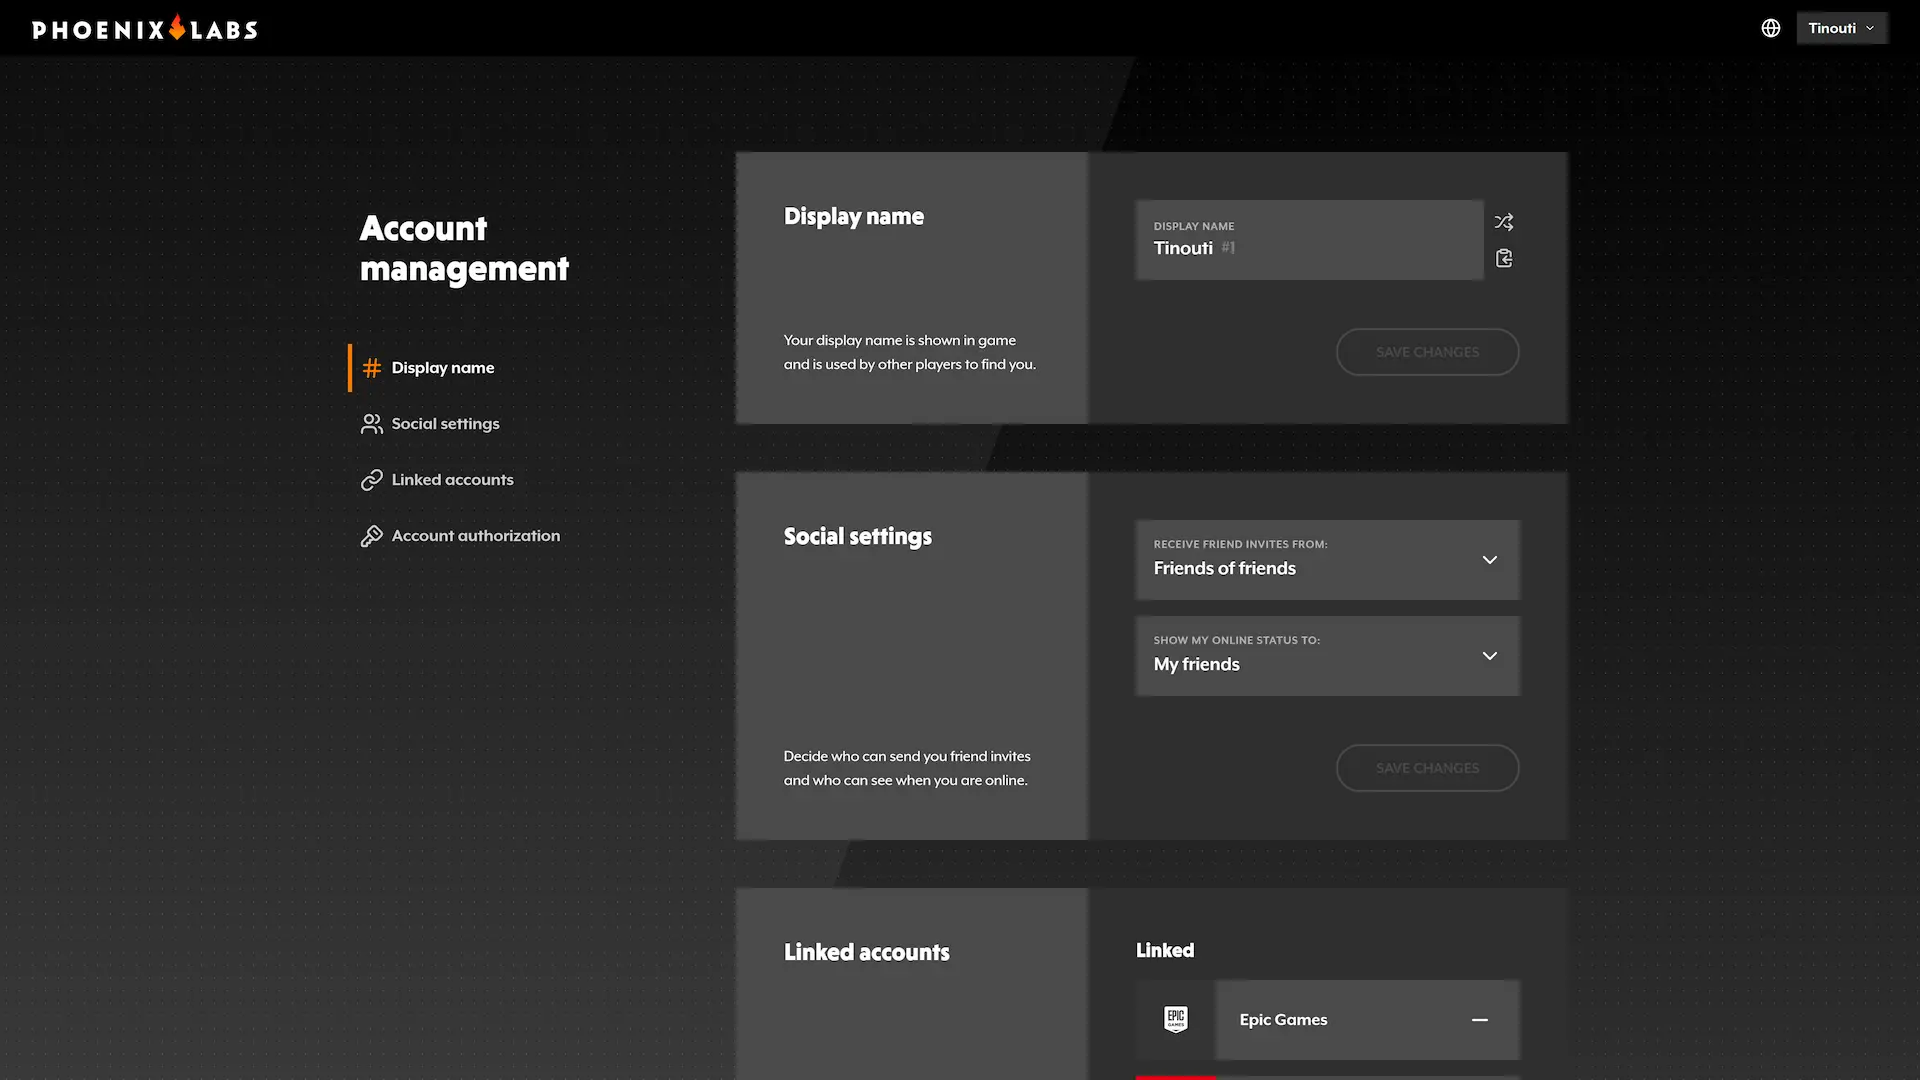 PHOENIX LABS
Tinouti
Account
management
Display name
Social settings
Linked accounts
Account authorization
Display name
Your display name is shown in game
and is used by other players to find you.
DISPLAY NAME
Tinouti #1
SAVE CHANGES
Social settings
Decide who can send you friend invites
and who can see when you are online.
RECEIVE FRIEND INVITES FROM:
Friends of friends
SHOW MY ONLINE STATUS TO:
My friends
SAVE CHANGES
Linked accounts
Linked
EPIC
GAMES
Epic Games